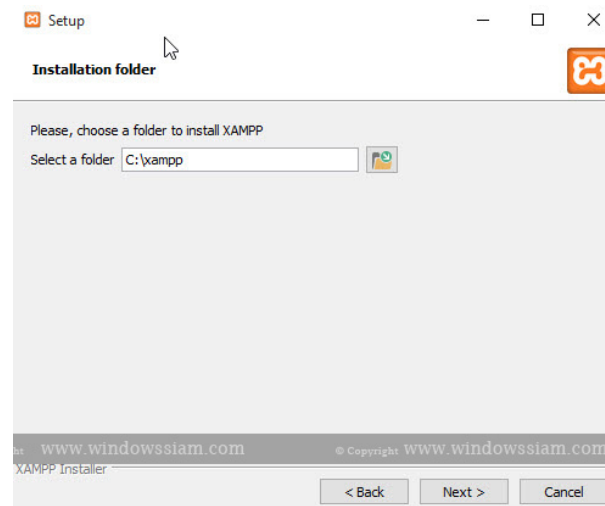 Setup
Installation folder
Please, choose a folder to install XAMPP
Select a folder C:\xampp
ht www.windowssiam.com © Copyright www.windowssiam.com
XAMPP Installer
< Back Next > Cancel